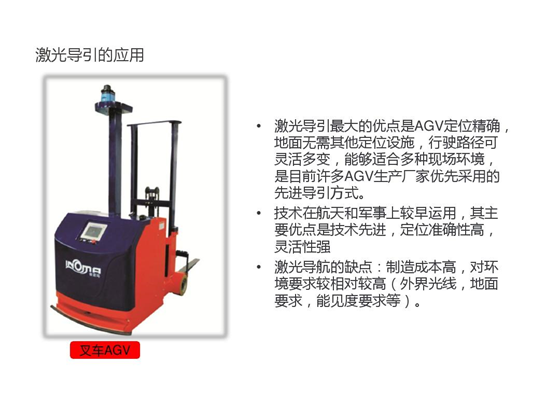 激光导引的应用
• 激光导引最大的优点是AGV定位精确，
地面无需其他定位设施，行驶路径可
灵活多变，能够适合多种现场环境，
是目前许多AGV生产厂家优先采用的
先进导引方式。
• 技术在航天和军事上较早运用，其主
要优点是技术先进，定位准确性高，
灵活性强
• 激光导航的缺点：制造成本高，对环
境要求较相对较高（外界光线，地面
要求，能见度要求等）。
叉车AGV